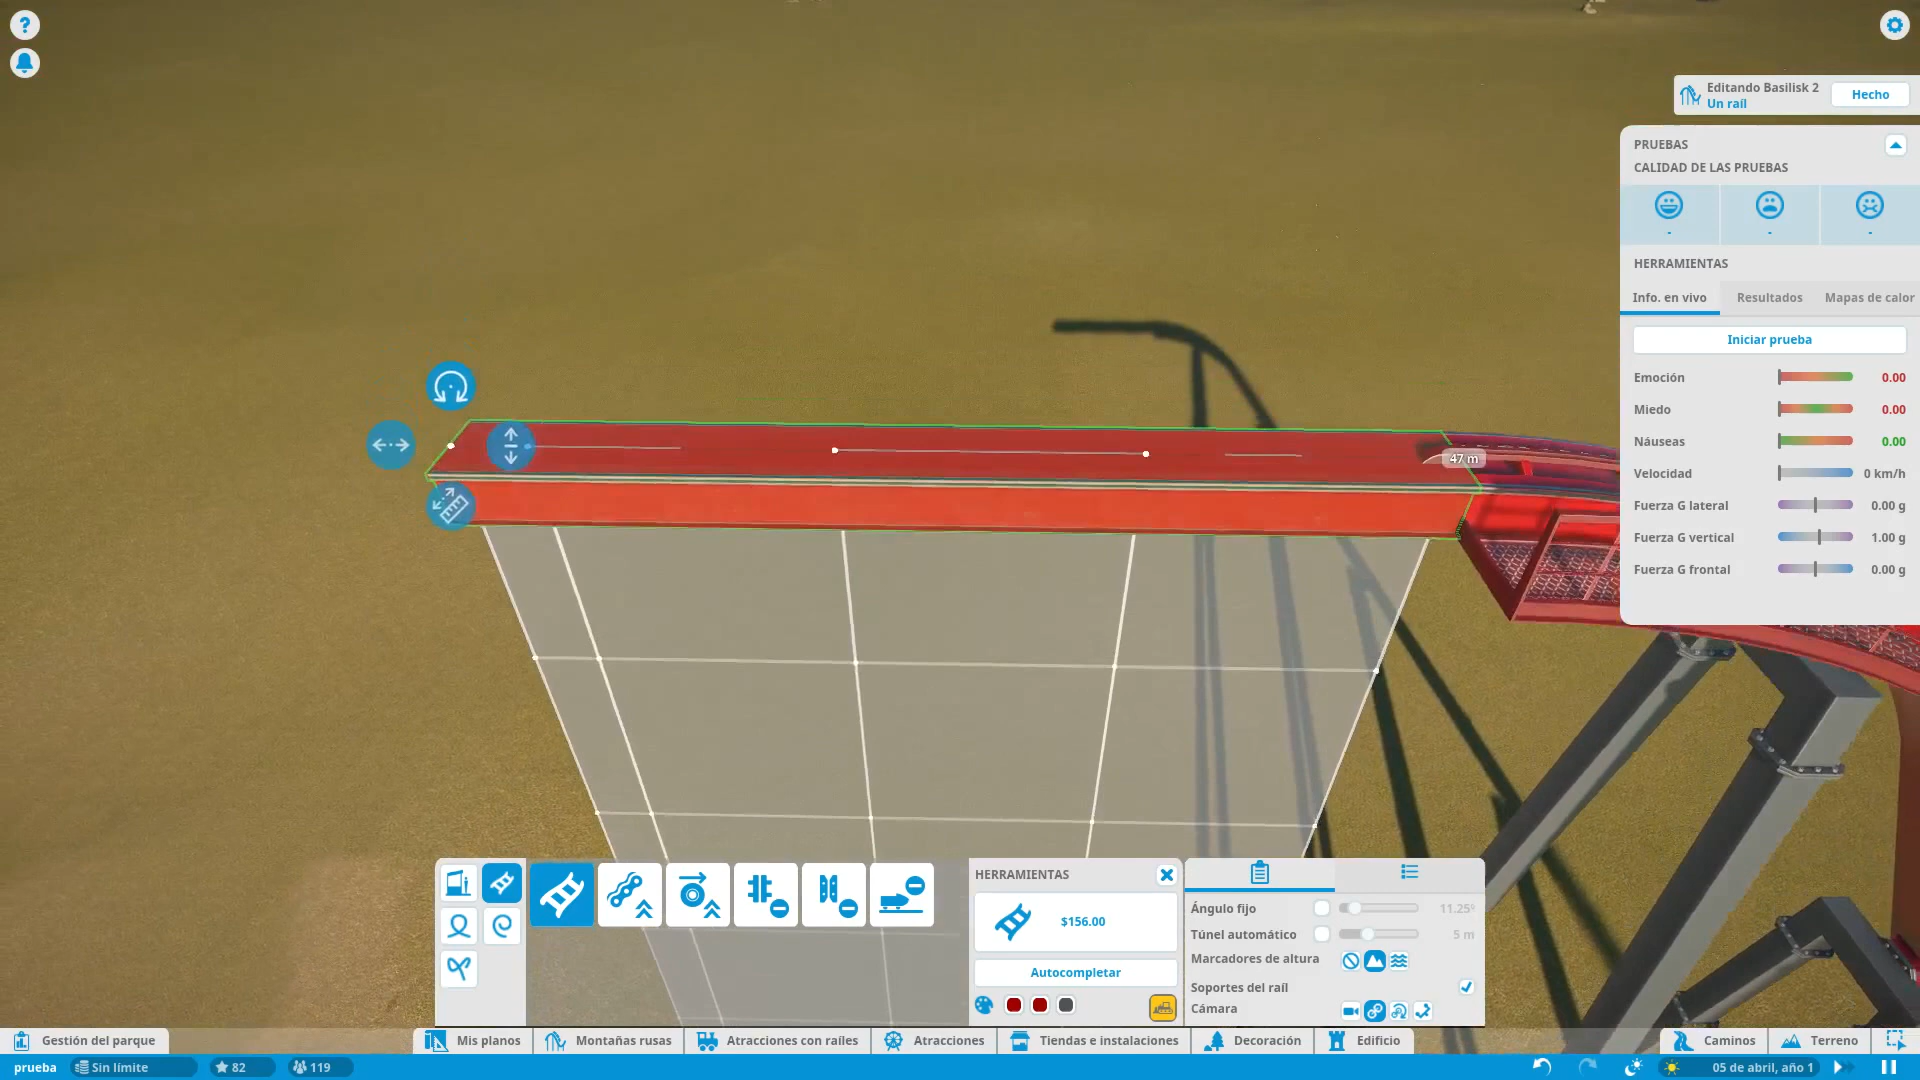 ?
Editando Basilisk 2
Un raíl
Hecho
PRUEBAS
CALIDAD DE LAS PRUEBAS
- - -
HERRAMIENTAS
Info. en vivo Resultados Mapas de calor
Iniciar prueba
Emoción 0.00
Miedo 0.00
Náuseas 0.00
Velocidad 0 km/h
Fuerza G lateral 0.00 g
Fuerza G vertical 1.00 g
Fuerza G frontal 0.00 g
47 m
HERRAMIENTAS
$156.00
Autocompletar
Ángulo fijo 11.25º
Túnel automático 5 m
Marcadores de altura
Soportes del raíl
Cámara
Gestión del parque
Mis planos
Montañas rusas
Atracciones con raíles
Atracciones
Tiendas e instalaciones
Decoración
Edificio
Caminos
Terreno
prueba
Sin límite
82
119
05 de abril, año 1